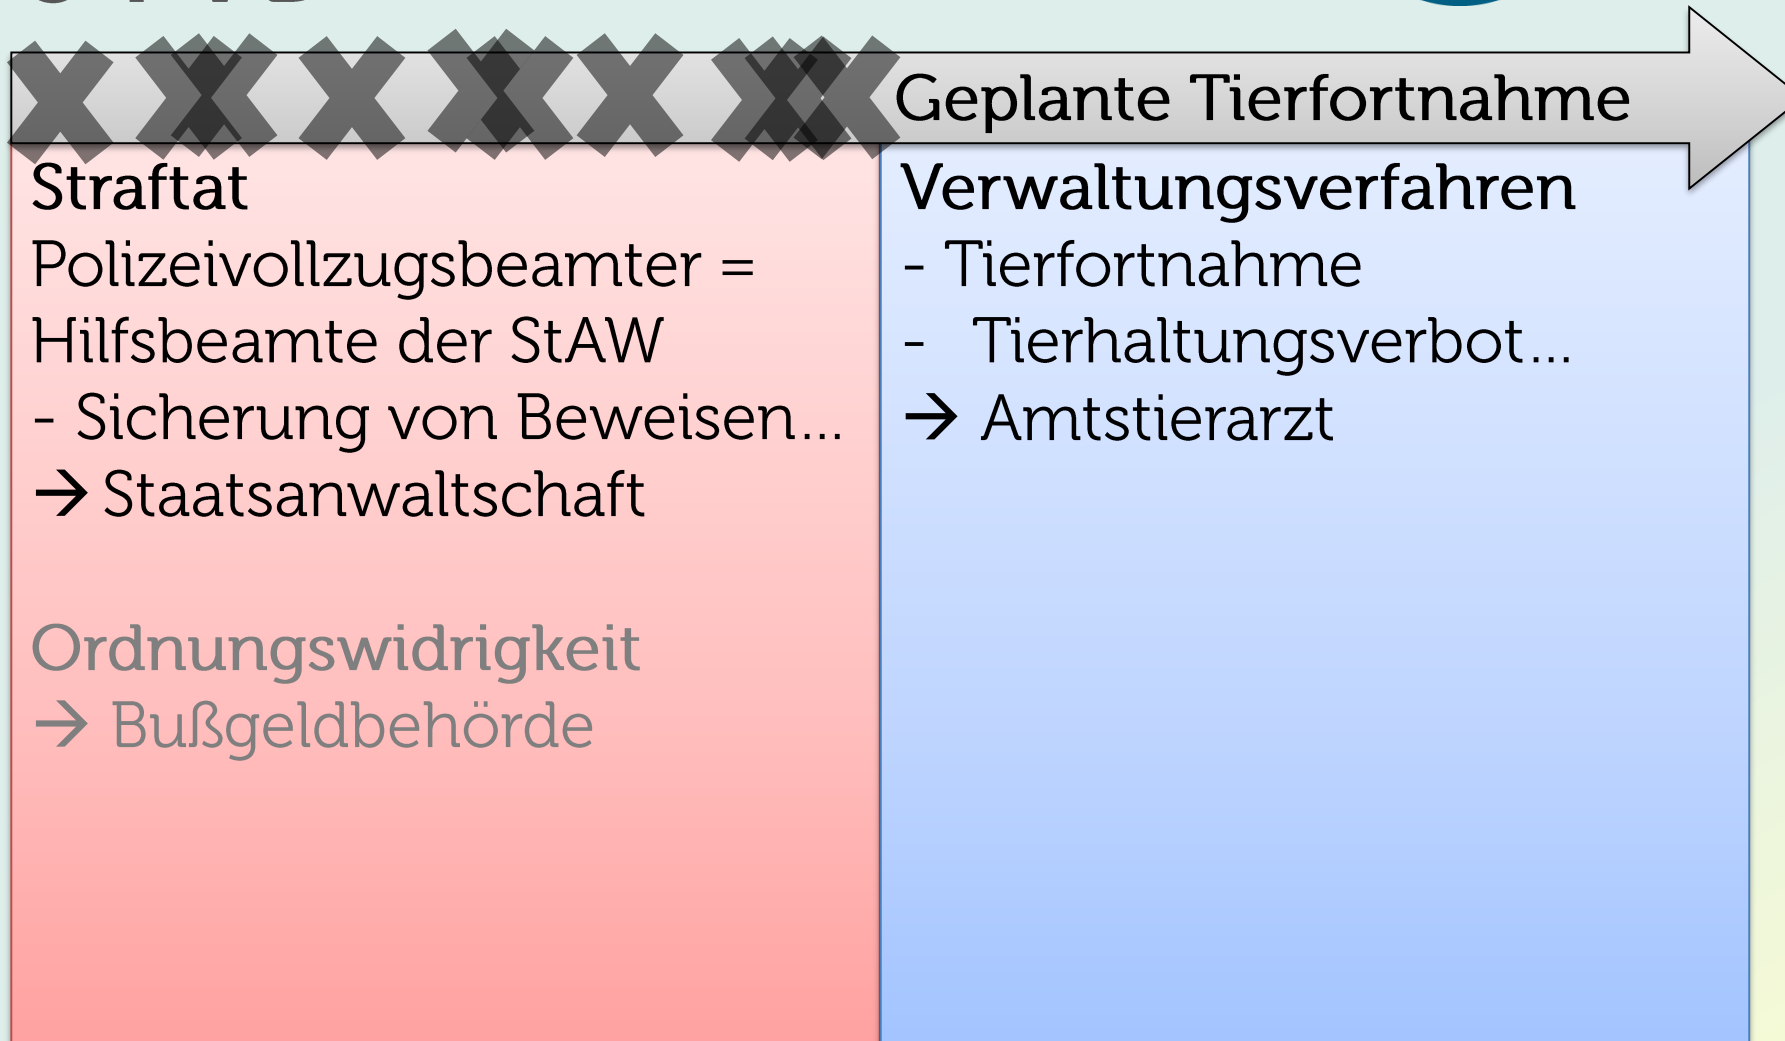 Geplante Tierfortnahme
Straftat
Polizeivollzugsbeamter =
Hilfsbeamte der StAW
- Sicherung von Beweisen...
→ Staatsanwaltschaft
Ordnungswidrigkeit
→ Bußgeldbehörde
Verwaltungsverfahren
- Tierfortnahme
- Tierhaltungsverbot...
→ Amtstierarzt